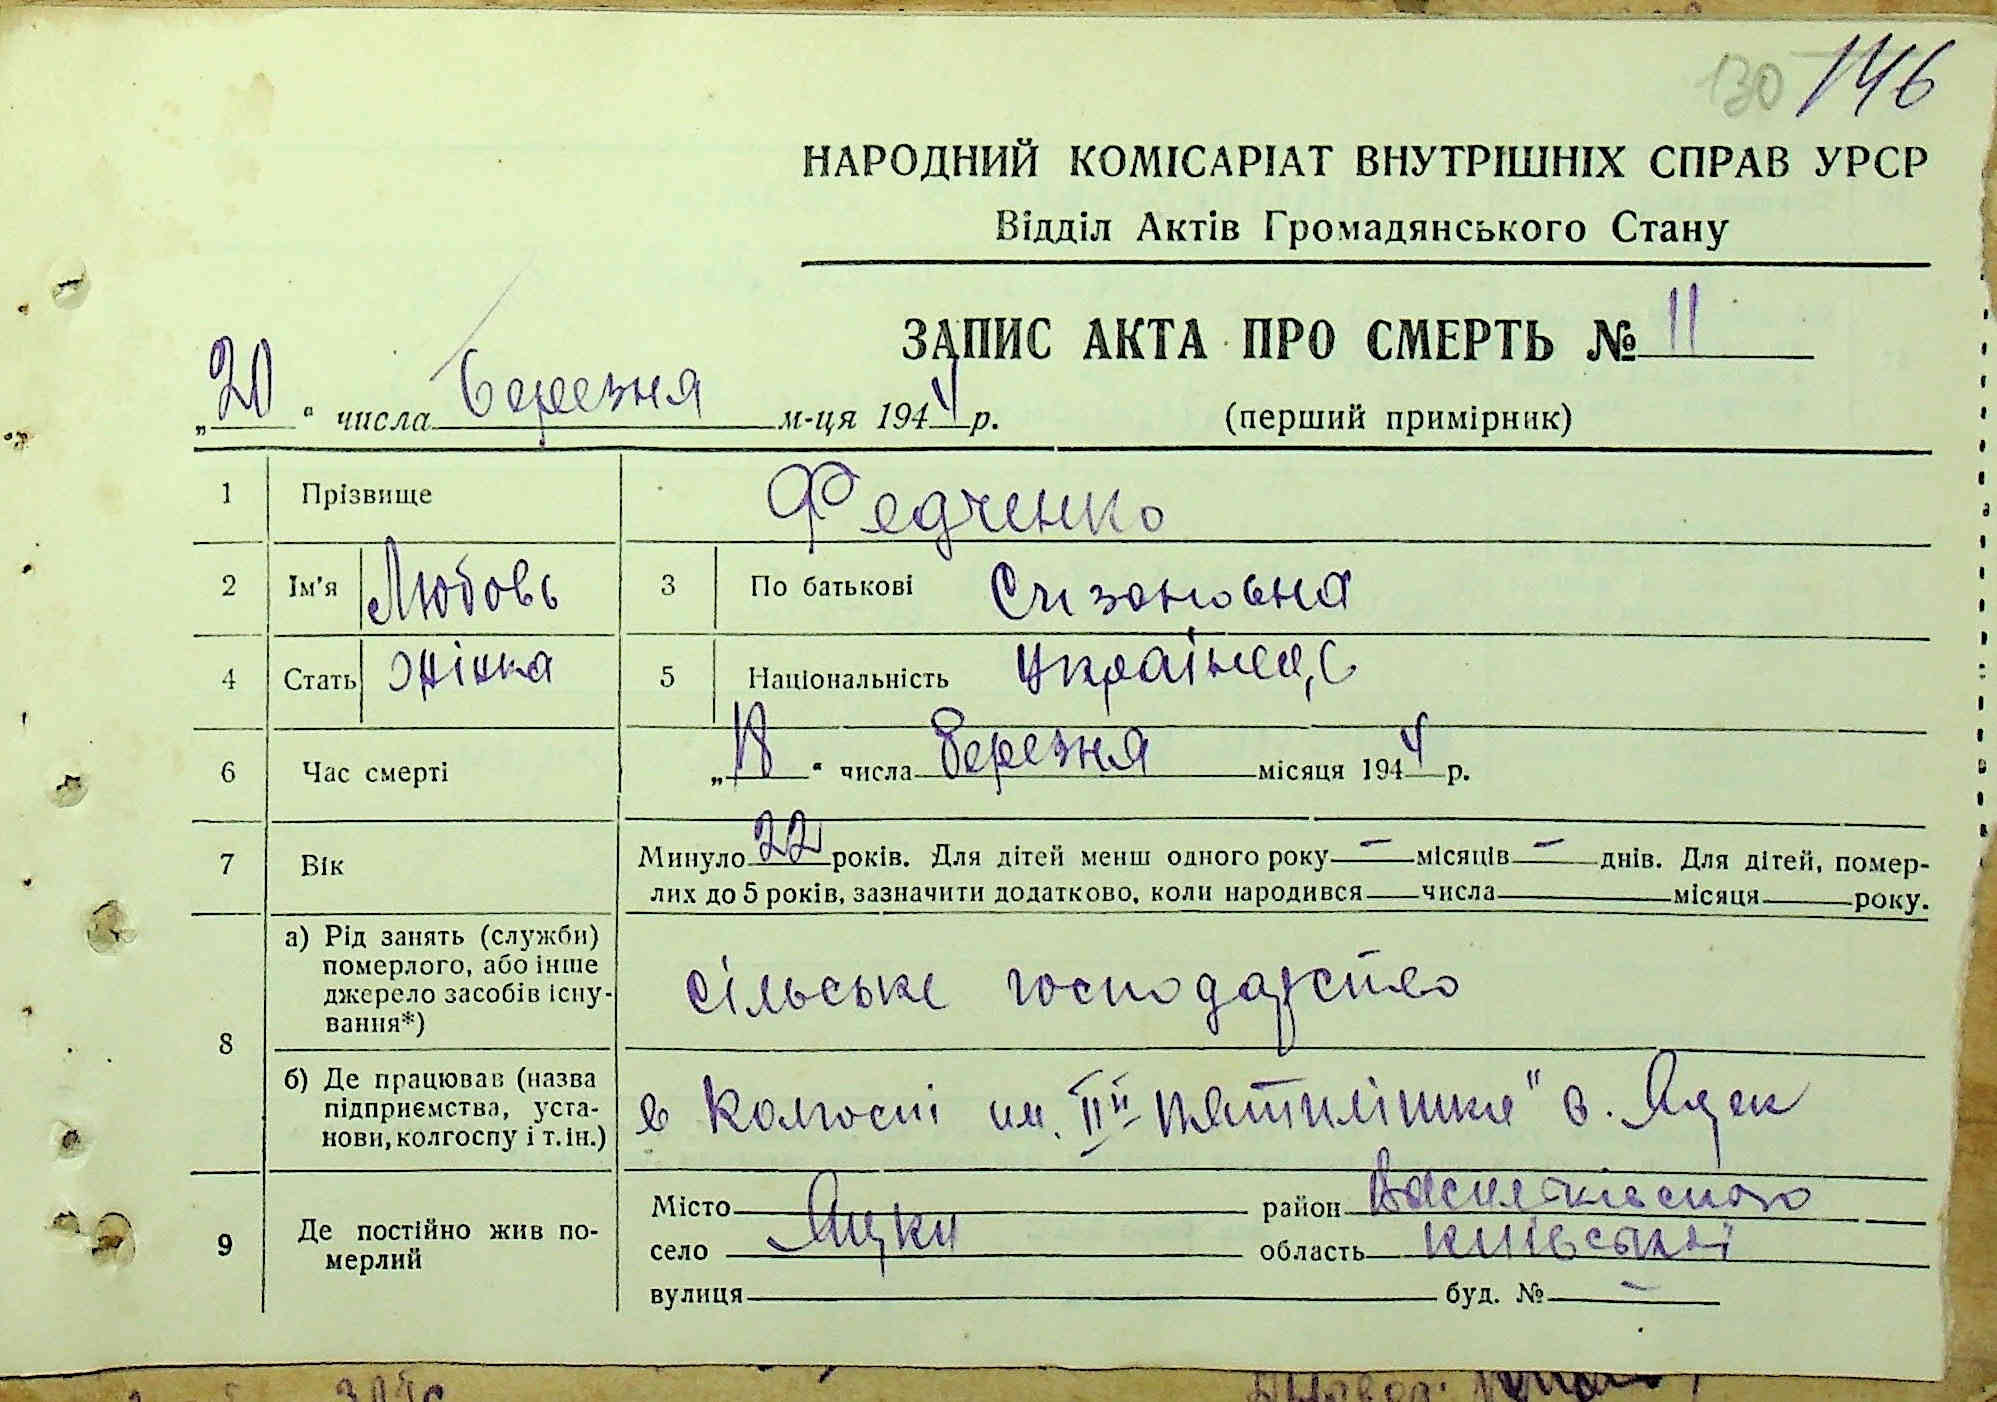 130 146
НАРОДНИЙ КОМІСАРІАТ ВНУТРІШНІХ СПРАВ УРСР
Відділ Актів Громадянського Стану
ЗАПИС АКТА ПРО СМЕРТЬ № 11
„20“ числа березня м-ця 1944 р.
(перший примірник)
1 Прізвище Федченко
2 Ім'я Любовь 3 По батькові
4 Стать жінка 5 Національність українка
6 Час смерті „18“ числа березня місяця 1944 р.
7 Вік Минуло 22 років. Для дітей менш одного року — місяців — днів. Для дітей, помер-
лих до 5 років, зазначити додатково, коли народився числа місяця року.
8 а) Рід занять (служби)
померлого, або інше
джерело засобів існу-
вання*)
сільське господарство
б) Де працював (назва
підприємства, уста-
нови, колгоспу і т. ін.)
в колгоспі им. "II пятилітки" с. Яцек
9 Де постійно жив по-
мерлий
Місто район Васильківського
село Яцки область київської
вулиця буд. № —